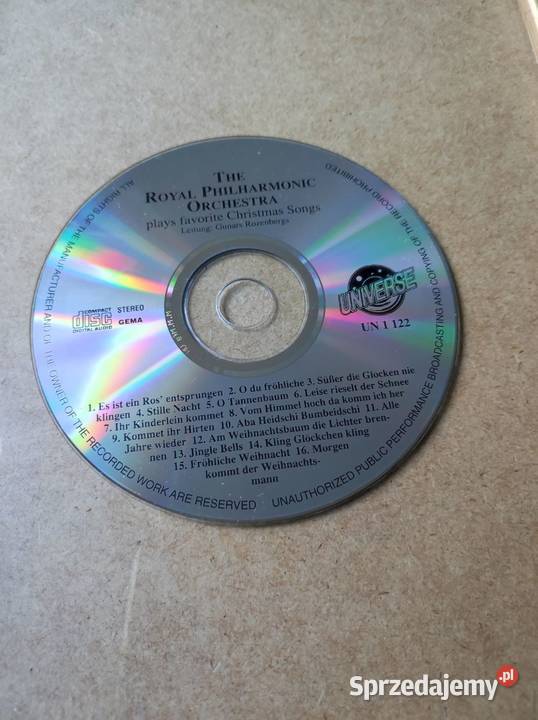 THE
ROYAL PHILHARMONIC
ORCHESTRA
plays favorite Christmas Songs
Leitung: Gunars Rozenbergs
COMPACT
disc
DIGITAL AUDIO
STEREO
GEMA
UNIVERSE
UN 1 122
1. Es ist ein Ros' entsprungen 2. O du fröhliche 3. Süßer die Glocken nie
klingen 4. Stille Nacht 5. O Tannenbaum 6. Leise rieselt der Schnee
7. Ihr Kinderlein kommet 8. Vom Himmel hoch da komm ich her
9. Kommet ihr Hirten 10. Aba Heidschi Bumbeidschi 11. Alle
Jahre wieder 12. Am Weihnachtsbaum die Lichter bren-
nen 13. Jingle Bells 14. Kling Glöckchen kling
15. Fröhliche Weihnacht 16. Morgen
kommt der Weihnachts-
mann
ALL RIGHTS OF THE MANUFACTURER AND OF THE OWNER OF THE RECORDED WORK ARE RESERVED
UNAUTHORIZED PUBLIC PERFORMANCE BROADCASTING AND COPYING OF THE RECORD PROHIBITED
Sprzedajemy.pl